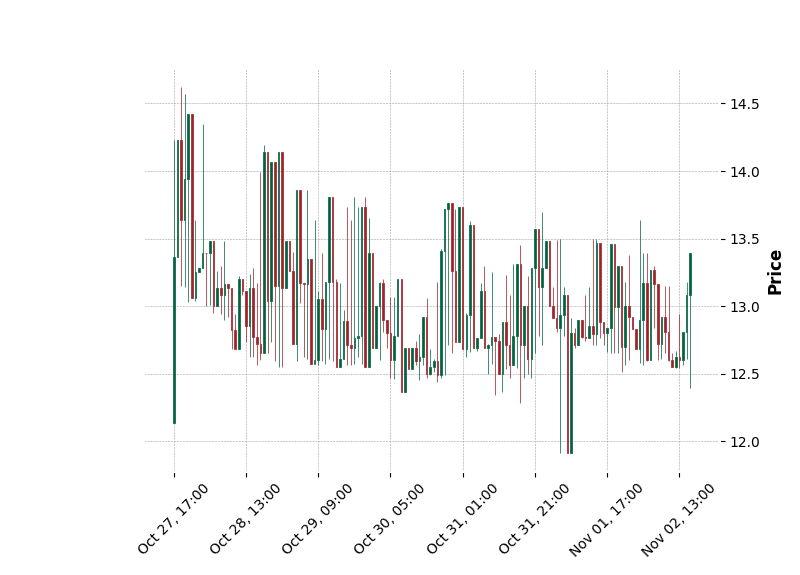 14.5
14.0
13.5
13.0
12.5
12.0
Price
Oct 27, 17:00
Oct 28, 13:00
Oct 29, 09:00
Oct 30, 05:00
Oct 31, 01:00
Oct 31, 21:00
Nov 01, 17:00
Nov 02, 13:00